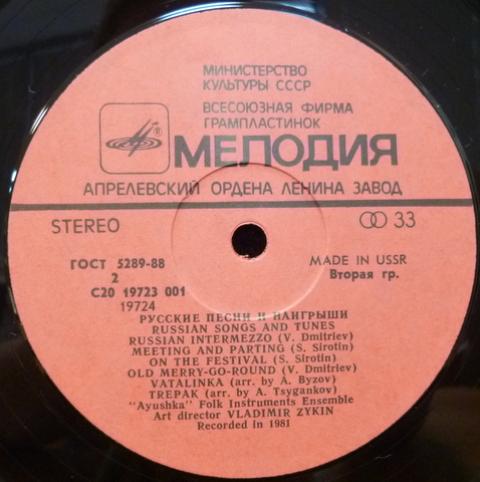 МИНИСТЕРСТВО
КУЛЬТУРЫ СССР
ВСЕСОЮЗНАЯ ФИРМА
ГРАМПЛАСТИНОК
МЕЛОДИЯ
АПРЕЛЕВСКИЙ ОРДЕНА ЛЕНИНА ЗАВОД
STEREO
33
ГОСТ 5289-88
2
MADE IN USSR
Вторая гр.
С20 19723 001
19724
РУССКИЕ ПЕСНИ И НАИГРЫШИ
RUSSIAN SONGS AND TUNES
RUSSIAN INTERMEZZO (V. Dmitriev)
MEETING AND PARTING (S. Sirotin)
ON THE FESTIVAL (S. Sirotin)
OLD MERRY-GO-ROUND (V. Dmitriev)
VATALINKA (arr. by A. Byzov)
TREPAK (arr. by A. Tsygankov)
"Ayushka" Folk Instruments Ensemble
Art director VLADIMIR ZYKIN
Recorded in 1981